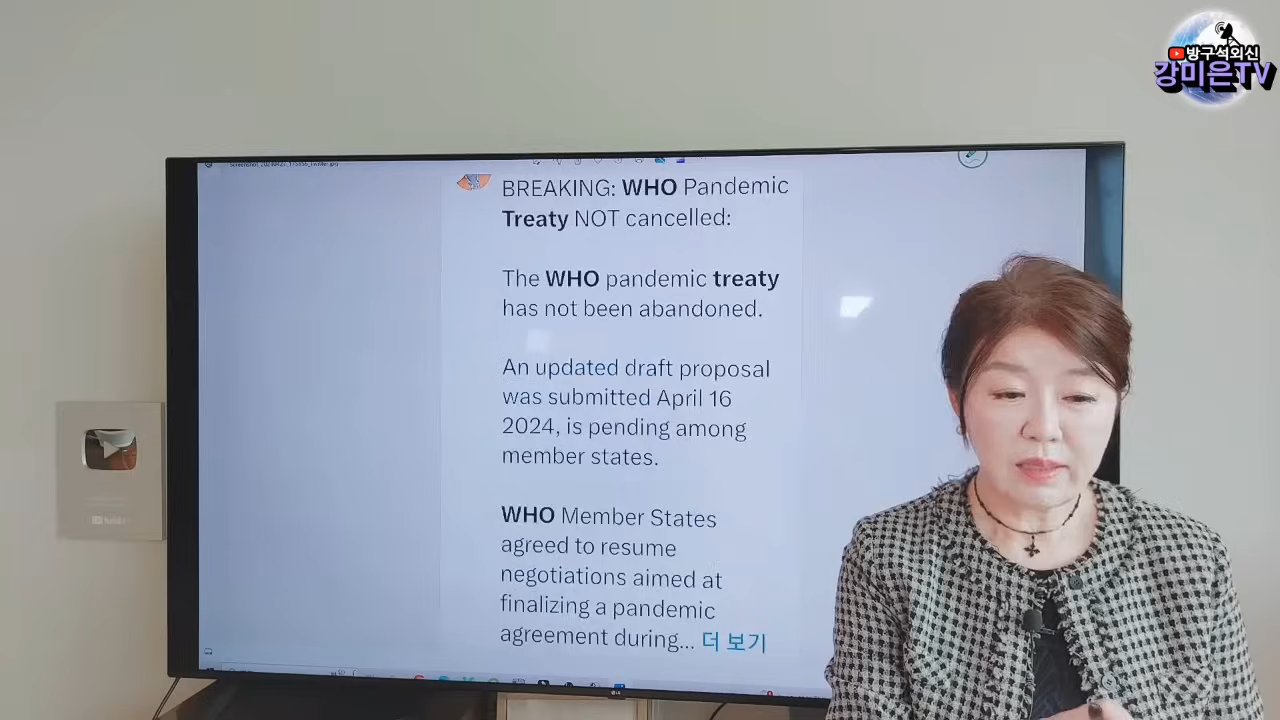 방구석외신
강미은TV
BREAKING: WHO Pandemic
Treaty NOT cancelled:
The WHO pandemic treaty
has not been abandoned.
An updated draft proposal
was submitted April 16
2024, is pending among
member states.
WHO Member States
agreed to resume
negotiations aimed at
finalizing a pandemic
agreement during... 더 보기
LG